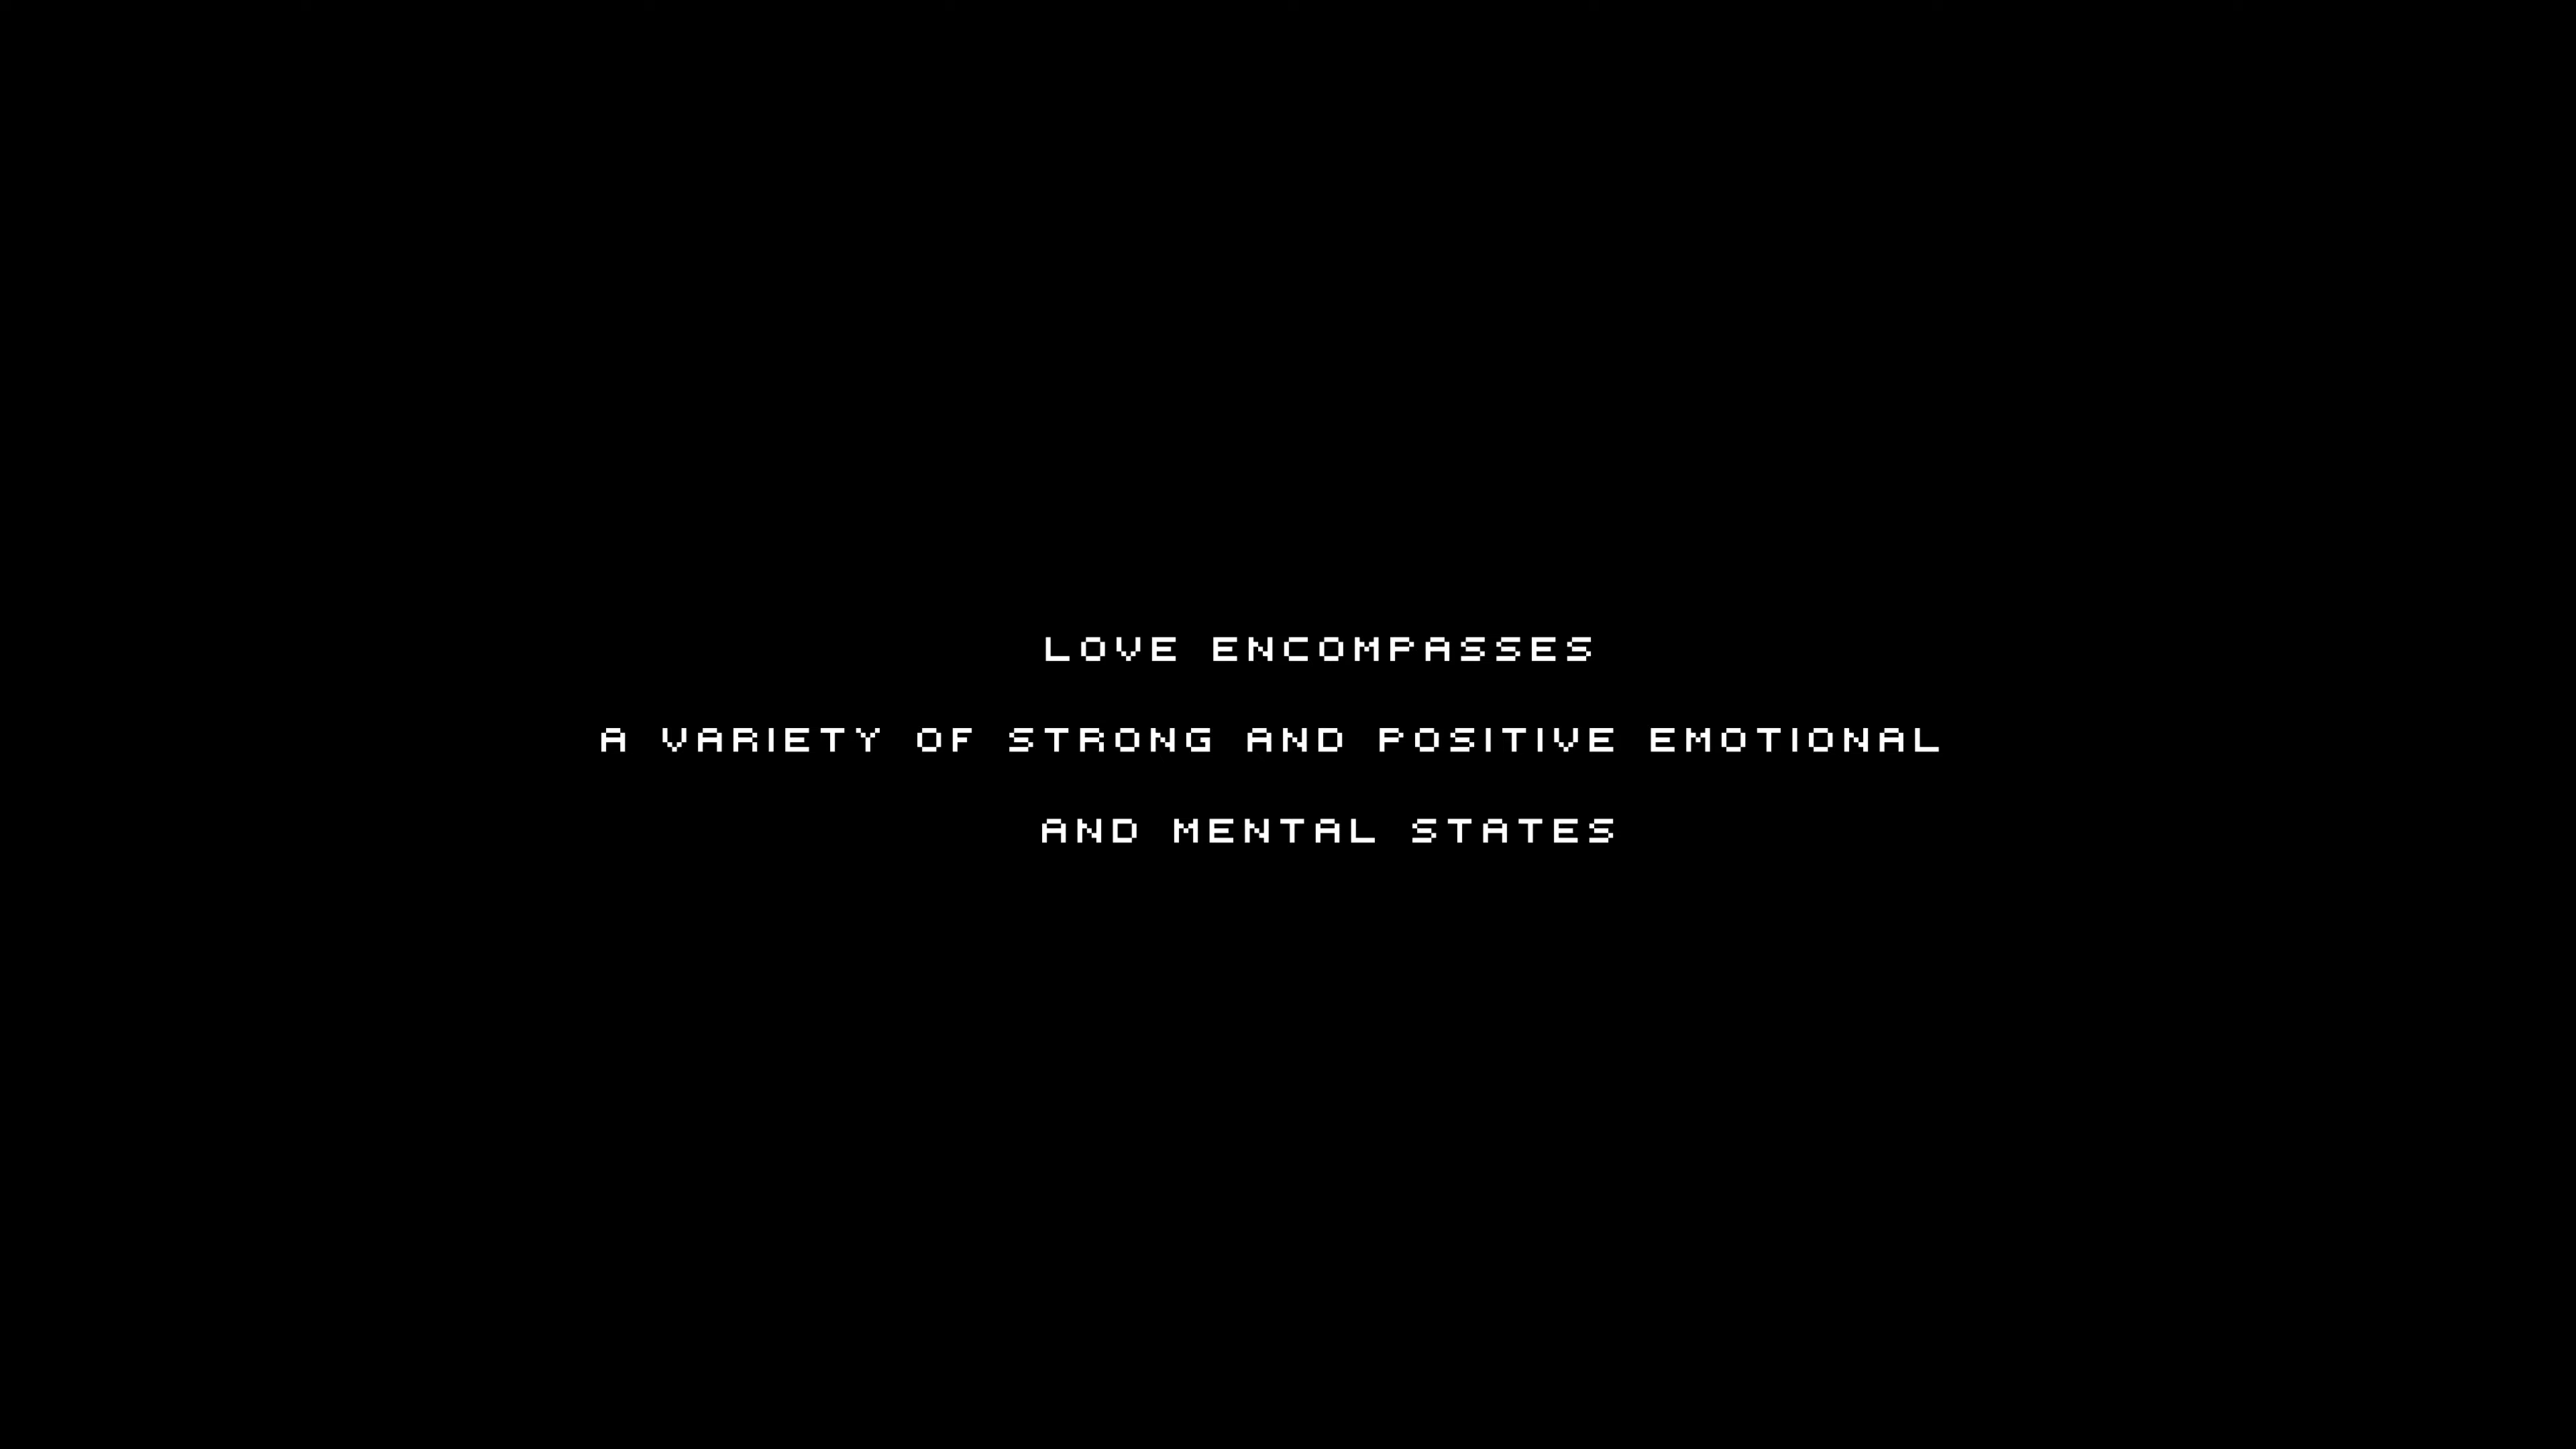 LOVE ENCOMPASSES
A VARIETY OF STRONG AND POSITIVE EMOTIONAL
AND MENTAL STATES